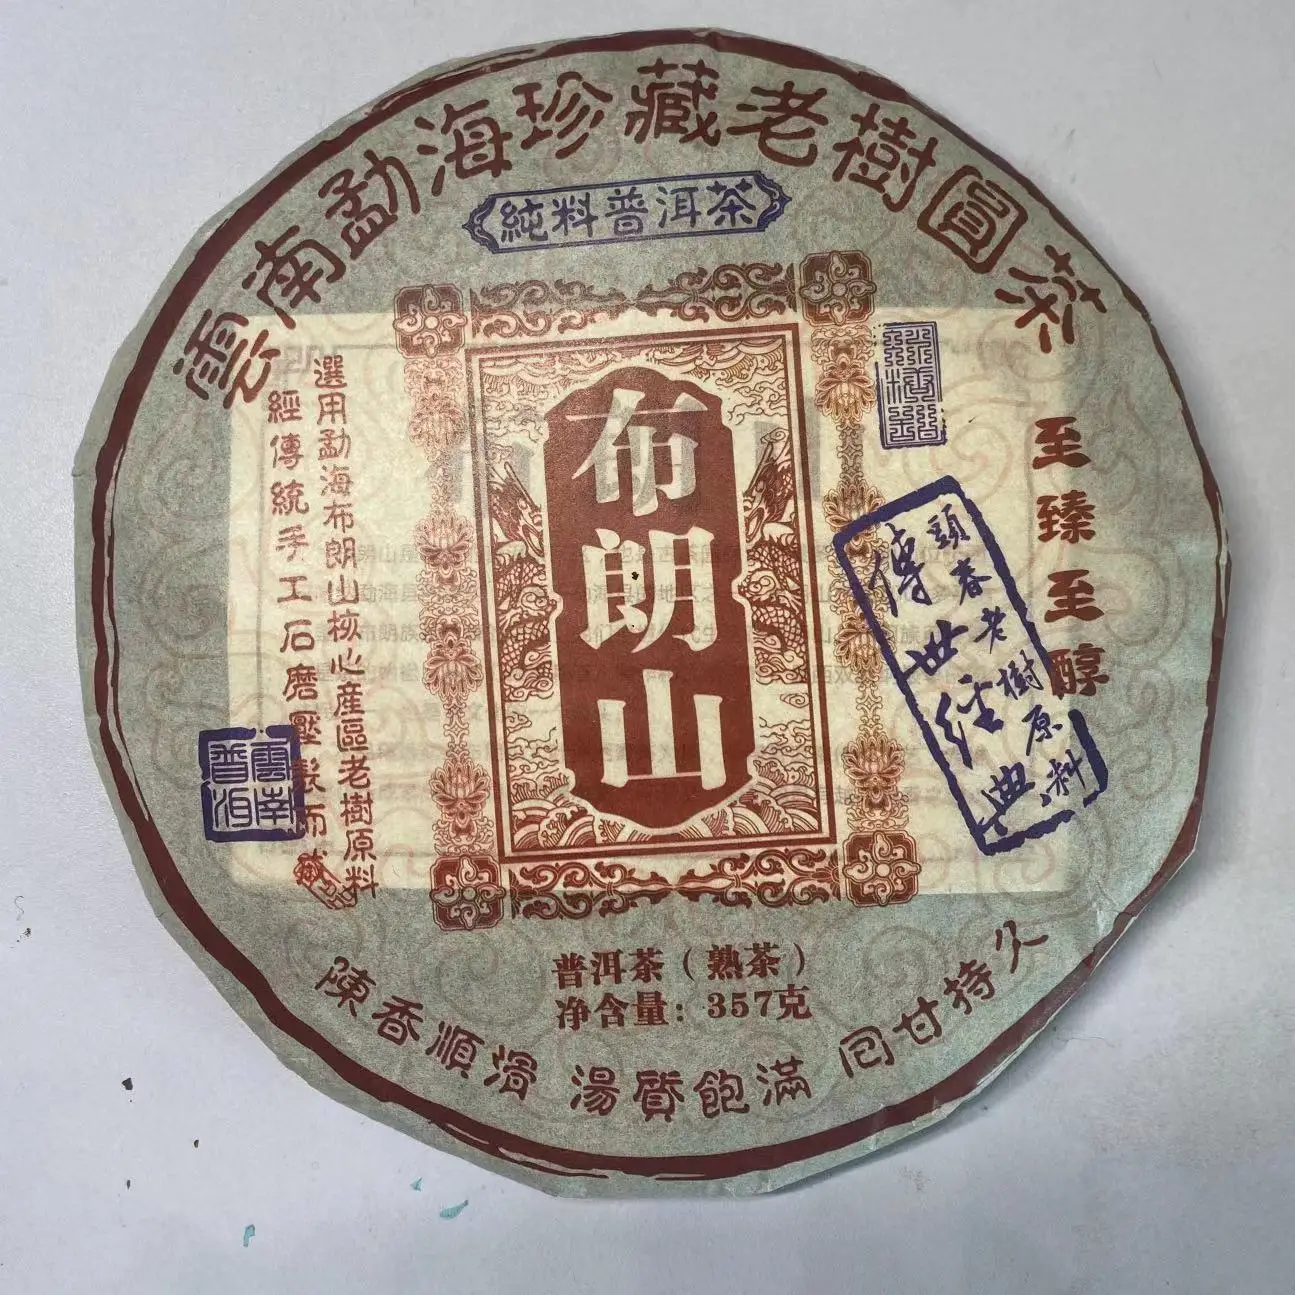 雲南勐海珍藏老樹圓茶
純料普洱茶
布朗山
選用勐海布朗山核心産區老樹原料
經傳統手工石磨壓製而成
至臻至醇
頭春老樹原料
傳世經典
雲南
普洱
普洱茶（熟茶）
净含量：357克
陳香順滑 湯質飽滿 回甘持久